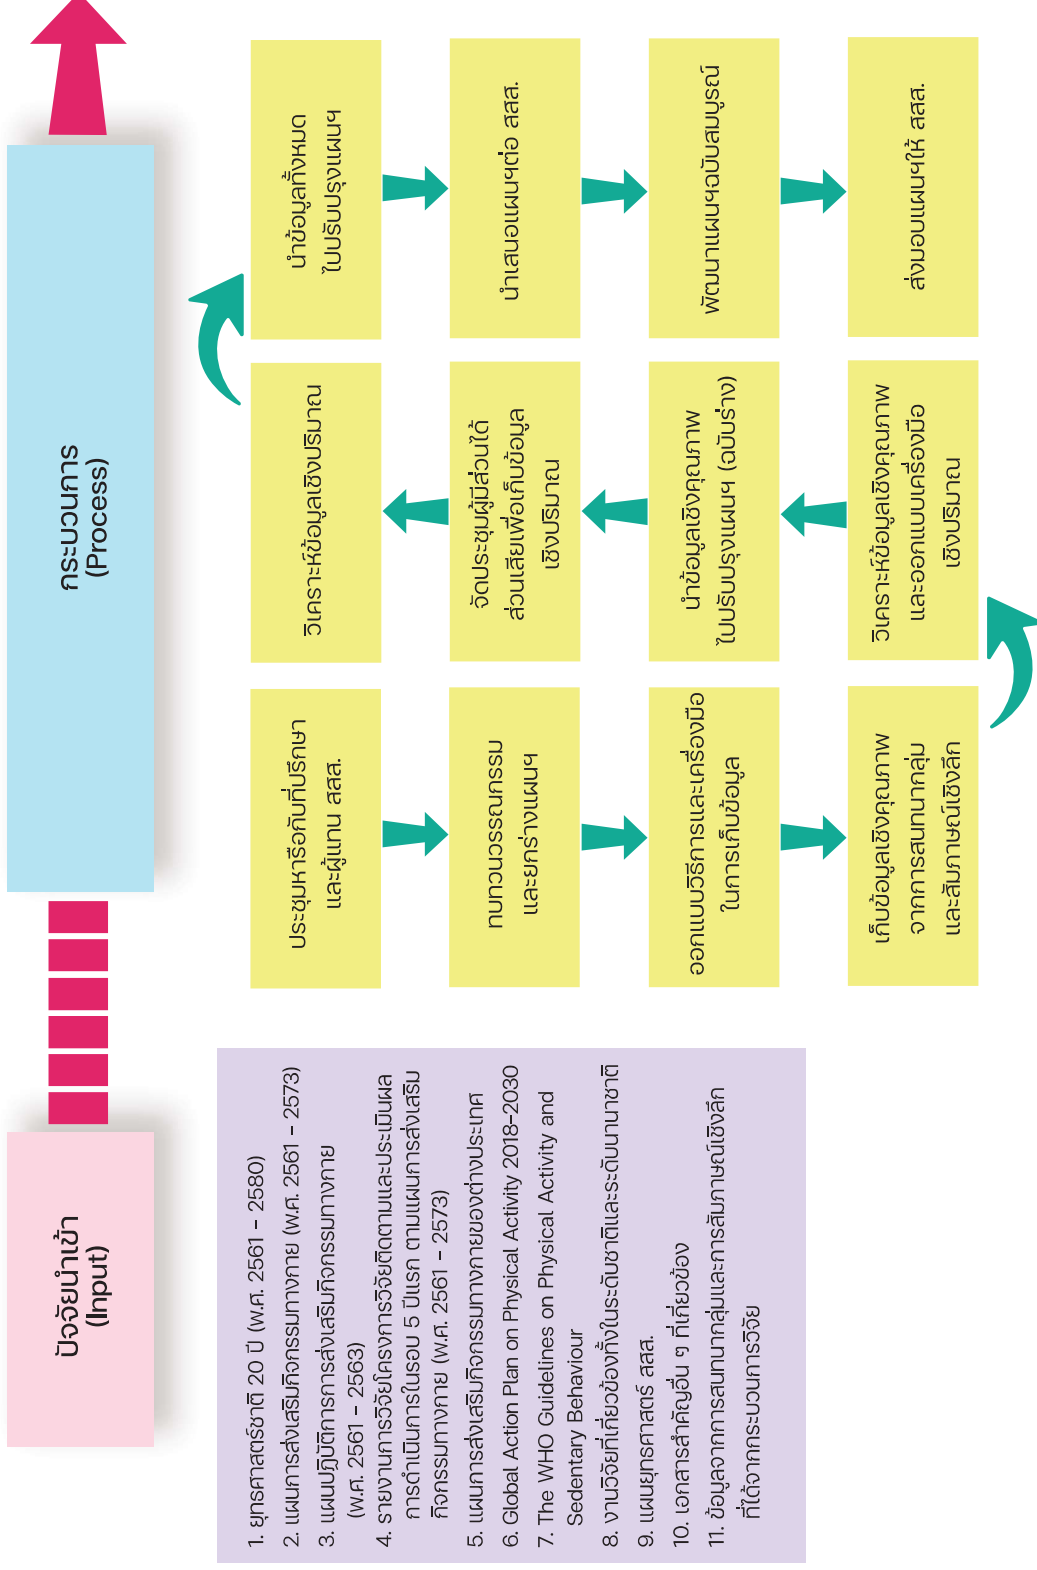 ปัจจัยนำเข้า
(Input)
1. ยุทธศาสตร์ชาติ 20 ปี (พ.ศ. 2561 - 2580)
2. แผนการส่งเสริมกิจกรรมทางกาย (พ.ศ. 2561 - 2573)
3. แผนปฏิบัติการการส่งเสริมกิจกรรมทางกาย
(พ.ศ. 2561 - 2563)
4. รายงานการวิจัยโครงการวิจัยติดตามและประเมินผล
การดำเนินการในรอบ 5 ปีแรก ตามแผนการส่งเสริม
กิจกรรมทางกาย (พ.ศ. 2561 - 2573)
5. แผนการส่งเสริมกิจกรรมทางกายของต่างประเทศ
6. Global Action Plan on Physical Activity 2018-2030
7. The WHO Guidelines on Physical Activity and
Sedentary Behaviour
8. งานวิจัยที่เกี่ยวข้องทั้งในระดับชาติและระดับนานาชาติ
9. แผนยุทธศาสตร์ สสส.
10. เอกสารสำคัญอื่น ๆ ที่เกี่ยวข้อง
11. ข้อมูลจากการสนทนากลุ่มและการสัมภาษณ์เชิงลึก
ที่ได้จากกระบวนการวิจัย
กระบวนการ
(Process)
ประชุมหารือกับที่ปรึกษา
และผู้แทน สสส.
ทบทวนวรรณกรรม
และยกร่างแผนฯ
ออกแบบวิธีการและเครื่องมือ
ในการเก็บข้อมูล
เก็บข้อมูลเชิงคุณภาพ
จากการสนทนากลุ่ม
และสัมภาษณ์เชิงลึก
วิเคราะห์ข้อมูลเชิงคุณภาพ
และออกแบบเครื่องมือ
เชิงปริมาณ
นำข้อมูลเชิงคุณภาพ
ไปปรับปรุงแผนฯ (ฉบับร่าง)
จัดประชุมผู้มีส่วนได้
ส่วนเสียเพื่อเก็บข้อมูล
เชิงปริมาณ
วิเคราะห์ข้อมูลเชิงปริมาณ
นำข้อมูลทั้งหมด
ไปปรับปรุงแผนฯ
นำเสนอแผนฯต่อ สสส.
พัฒนาแผนฯฉบับสมบูรณ์
ส่งมอบแผนฯให้ สสส.